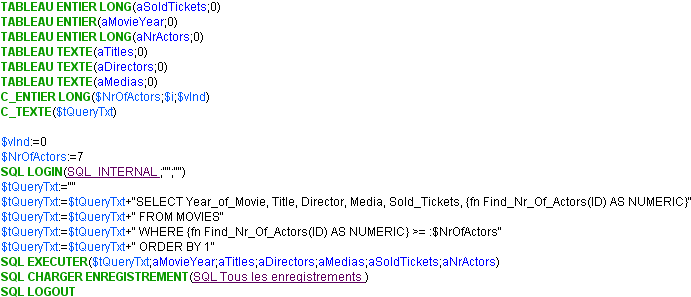 TABLEAU ENTIER LONG(aSoldTickets;0)
TABLEAU ENTIER(aMovieYear;0)
TABLEAU ENTIER LONG(aNrActors;0)
TABLEAU TEXTE(aTitles;0)
TABLEAU TEXTE(aDirectors;0)
TABLEAU TEXTE(aMedias;0)
C_ENTIER LONG($NrOfActors;$i;$vInd)
C_TEXTE($tQueryTxt)
$vInd:=0
$NrOfActors:=7
SQL LOGIN(SQL_INTERNAL ;"";"")
$tQueryTxt:=""
$tQueryTxt:=$tQueryTxt+"SELECT Year_of_Movie, Title, Director, Media, Sold_Tickets, {fn Find_Nr_Of_Actors(ID) AS NUMERIC}"
$tQueryTxt:=$tQueryTxt+" FROM MOVIES"
$tQueryTxt:=$tQueryTxt+" WHERE {fn Find_Nr_Of_Actors(ID) AS NUMERIC} >= :$NrOfActors"
$tQueryTxt:=$tQueryTxt+" ORDER BY 1"
SQL EXECUTER($tQueryTxt;aMovieYear;aTitles;aDirectors;aMedias;aSoldTickets;aNrActors)
SQL CHARGER ENREGISTREMENT(SQL Tous les enregistrements )
SQL LOGOUT